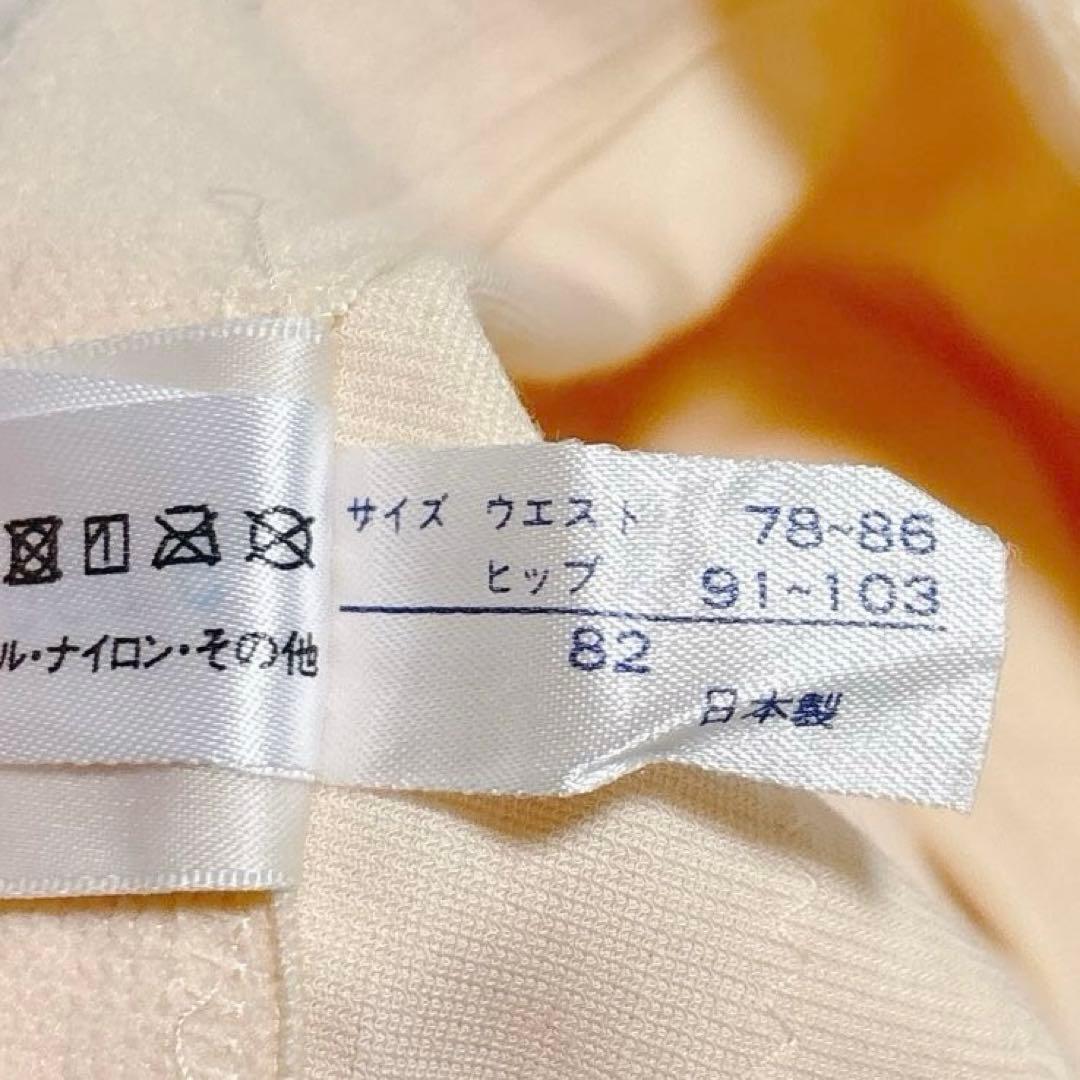 サイズ ウエスト 78~86
ヒップ 91~103
82
日本製
ル・ナイロン・その他